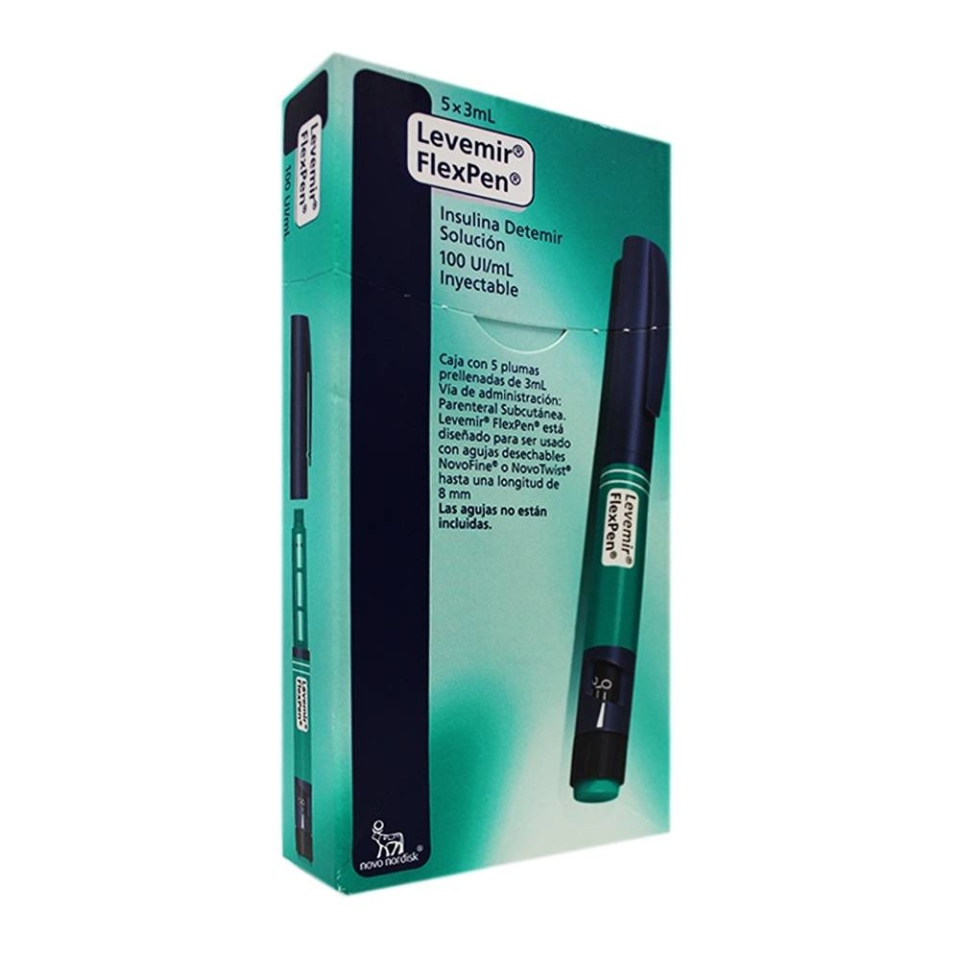 5 x 3mL
Levemir®
FlexPen®
Insulina Detemir
Solución
100 UI/mL
Inyectable
Caja con 5 plumas
prellenadas de 3mL
Vía de administración:
Parenteral Subcutánea.
Levemir® FlexPen® está
diseñado para ser usado
con agujas desechables
NovoFine® o NovoTwist®
hasta una longitud de
8 mm
Las agujas no están
incluidas.
Levemir®
FlexPen®
novo nordisk®
Levemir®
FlexPen®
100 UI/mL
Levemir®
FlexPen®